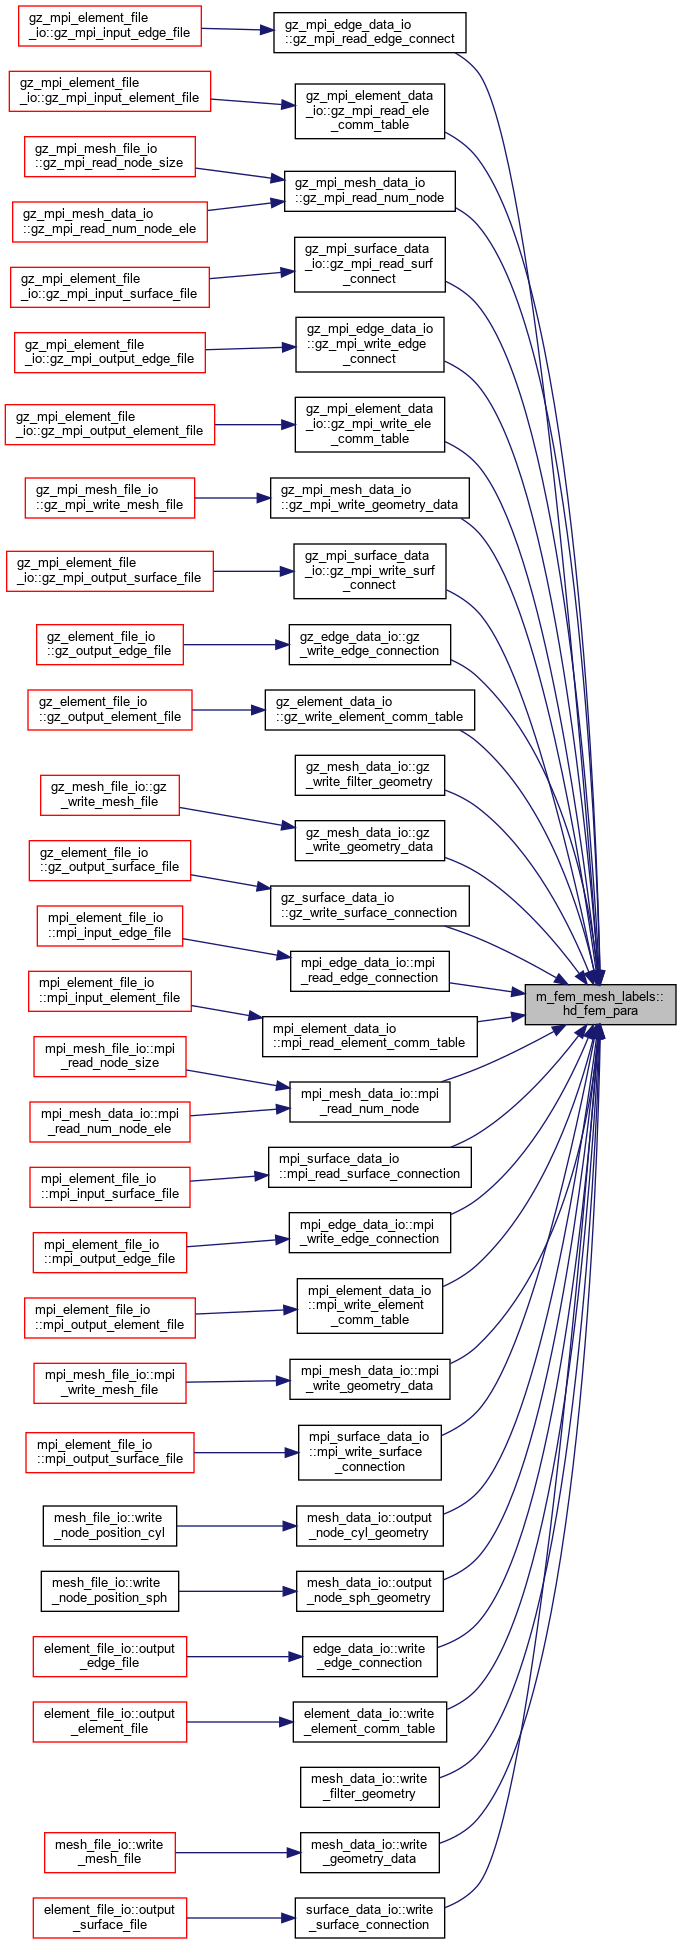 gz_mpi_element_file
_io::gz_mpi_input_edge_file
gz_mpi_edge_data_io
::gz_mpi_read_edge_connect
gz_mpi_element_file
_io::gz_mpi_input_element_file
gz_mpi_element_data
_io::gz_mpi_read_ele
_comm_table
gz_mpi_mesh_file_io
::gz_mpi_read_node_size
gz_mpi_mesh_data_io
::gz_mpi_read_num_node
gz_mpi_mesh_data_io
::gz_mpi_read_num_node_ele
gz_mpi_surface_data
_io::gz_mpi_read_surf
_connect
gz_mpi_element_file
_io::gz_mpi_input_surface_file
gz_mpi_edge_data_io
::gz_mpi_write_edge
_connect
gz_mpi_element_file
_io::gz_mpi_output_edge_file
gz_mpi_element_data
_io::gz_mpi_write_ele
_comm_table
gz_mpi_element_file
_io::gz_mpi_output_element_file
gz_mpi_mesh_file_io
::gz_mpi_write_mesh_file
gz_mpi_mesh_data_io
::gz_mpi_write_geometry_data
gz_mpi_element_file
_io::gz_mpi_output_surface_file
gz_mpi_surface_data
_io::gz_mpi_write_surf
_connect
gz_element_file_io
::gz_output_edge_file
gz_edge_data_io::gz
_write_edge_connection
gz_element_file_io
::gz_output_element_file
gz_element_data_io
::gz_write_element_comm_table
gz_mesh_data_io::gz
_write_filter_geometry
gz_mesh_file_io::gz
_write_mesh_file
gz_mesh_data_io::gz
_write_geometry_data
gz_element_file_io
::gz_output_surface_file
gz_surface_data_io
::gz_write_surface_connection
mpi_element_file_io
::mpi_input_edge_file
mpi_edge_data_io::mpi
_read_edge_connection
mpi_element_file_io
::mpi_input_element_file
m_fem_mesh_labels::
hd_fem_para
mpi_element_data_io
::mpi_read_element_comm_table
mpi_mesh_file_io::mpi
_read_node_size
mpi_mesh_data_io::mpi
_read_num_node
mpi_mesh_data_io::mpi
_read_num_node_ele
mpi_surface_data_io
::mpi_read_surface_connection
mpi_element_file_io
::mpi_input_surface_file
mpi_edge_data_io::mpi
_write_edge_connection
mpi_element_file_io
::mpi_output_edge_file
mpi_element_data_io
::mpi_write_element
_comm_table
mpi_element_file_io
::mpi_output_element_file
mpi_mesh_file_io::mpi
_write_mesh_file
mpi_mesh_data_io::mpi
_write_geometry_data
mpi_element_file_io
::mpi_output_surface_file
mpi_surface_data_io
::mpi_write_surface
_connection
mesh_file_io::write
_node_position_cyl
mesh_data_io::output
_node_cyl_geometry
mesh_file_io::write
_node_position_sph
mesh_data_io::output
_node_sph_geometry
element_file_io::output
_edge_file
edge_data_io::write
_edge_connection
element_file_io::output
_element_file
element_data_io::write
_element_comm_table
mesh_data_io::write
_filter_geometry
mesh_file_io::write
_mesh_file
mesh_data_io::write
_geometry_data
element_file_io::output
_surface_file
surface_data_io::write
_surface_connection